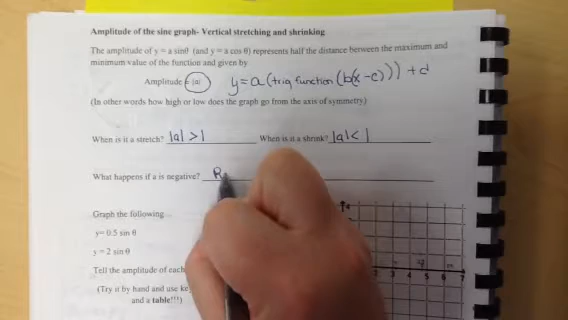 Amplitude of the sine graph- Vertical stretching and shrinking
The amplitude of y = a sinθ (and y = a cos θ) represents half the distance between the maximum and
minimum value of the function and given by
Amplitude = |a| y = a(trig function(b(x-c))) + d
(In other words how high or low does the graph go from the axis of symmetry)
When is it a stretch? |a| > 1 When is it a shrink? |a| < 1
What happens if a is negative? R
Graph the following
y= 0.5 sin θ
y = 2 sin θ
Tell the amplitude of each
(Try it by hand and use
and a table!!!)